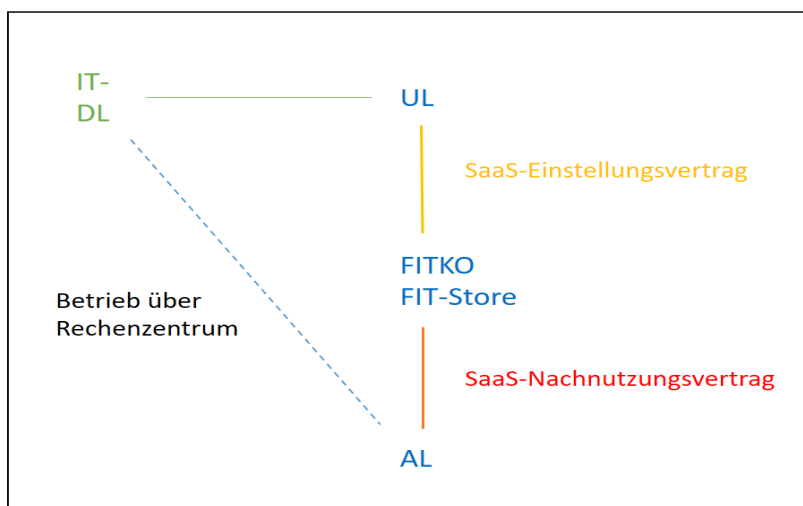 IT-
DL
UL
SaaS-Einstellungsvertrag
FITKO
FIT-Store
Betrieb über
Rechenzentrum
SaaS-Nachnutzungsvertrag
AL